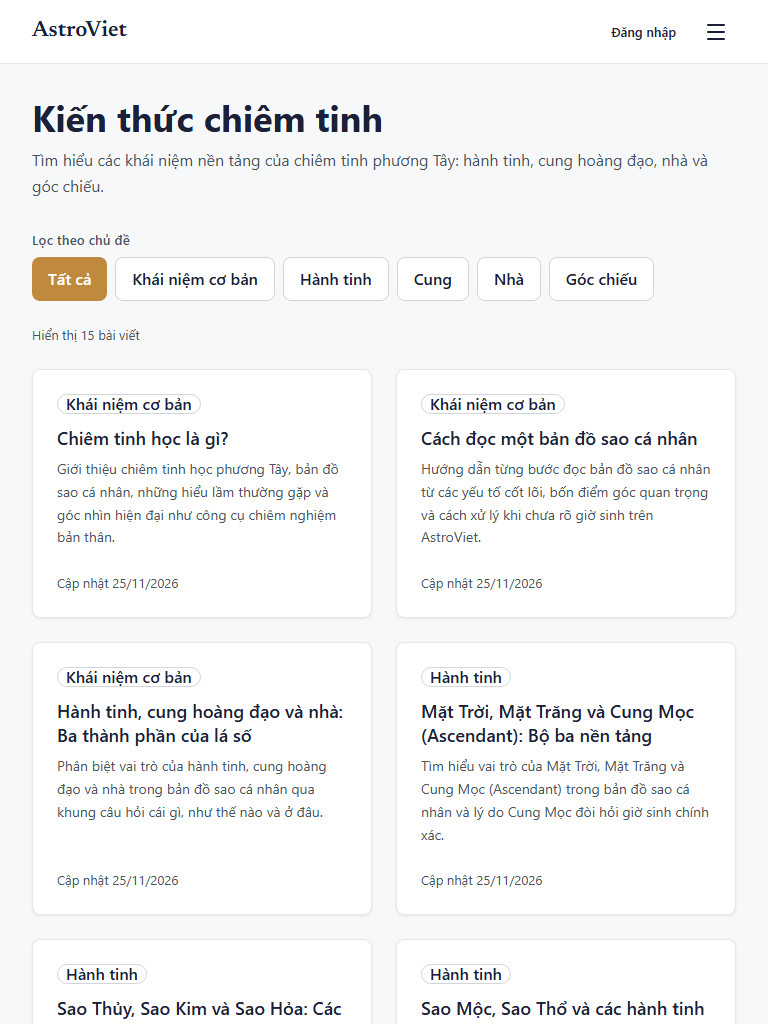 AstroViet
Đăng nhập
Kiến thức chiêm tinh
Tìm hiểu các khái niệm nền tảng của chiêm tinh phương Tây: hành tinh, cung hoàng đạo, nhà và
góc chiếu.
Lọc theo chủ đề
Tất cả
Khái niệm cơ bản
Hành tinh
Cung
Nhà
Góc chiếu
Hiển thị 15 bài viết
Khái niệm cơ bản
Chiêm tinh học là gì?
Giới thiệu chiêm tinh học phương Tây, bản đồ
sao cá nhân, những hiểu lầm thường gặp và
góc nhìn hiện đại như công cụ chiêm nghiệm
bản thân.
Cập nhật 25/11/2026
Khái niệm cơ bản
Cách đọc một bản đồ sao cá nhân
Hướng dẫn từng bước đọc bản đồ sao cá nhân
từ các yếu tố cốt lõi, bốn điểm góc quan trọng
và cách xử lý khi chưa rõ giờ sinh trên
AstroViet.
Cập nhật 25/11/2026
Khái niệm cơ bản
Hành tinh, cung hoàng đạo và nhà:
Ba thành phần của lá số
Phân biệt vai trò của hành tinh, cung hoàng
đạo và nhà trong bản đồ sao cá nhân qua
khung câu hỏi cái gì, như thế nào và ở đâu.
Cập nhật 25/11/2026
Hành tinh
Mặt Trời, Mặt Trăng và Cung Mọc
(Ascendant): Bộ ba nền tảng
Tìm hiểu vai trò của Mặt Trời, Mặt Trăng và
Cung Mọc (Ascendant) trong bản đồ sao cá
nhân và lý do Cung Mọc đòi hỏi giờ sinh chính
xác.
Cập nhật 25/11/2026
Hành tinh
Sao Thủy, Sao Kim và Sao Hỏa: Các
Hành tinh
Sao Mộc, Sao Thổ và các hành tinh